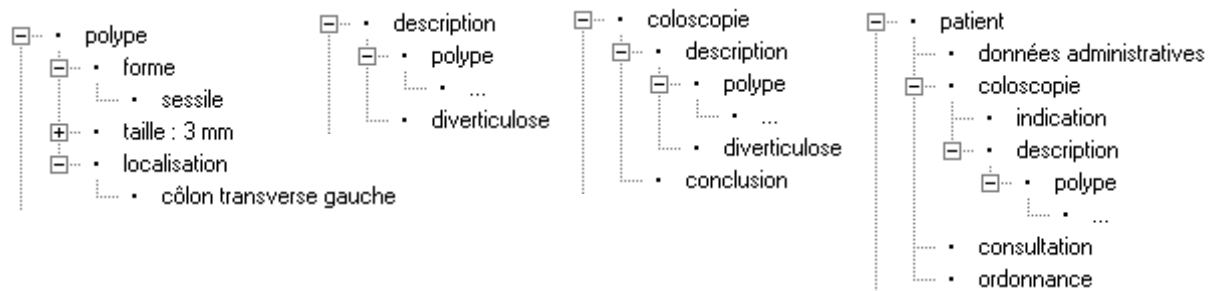 polype
forme
sessile
taille : 3 mm
localisation
côlon transverse gauche
description
polype
...
diverticulose
coloscopie
description
polype
...
diverticulose
conclusion
patient
données administratives
coloscopie
indication
description
polype
...
consultation
ordonnance